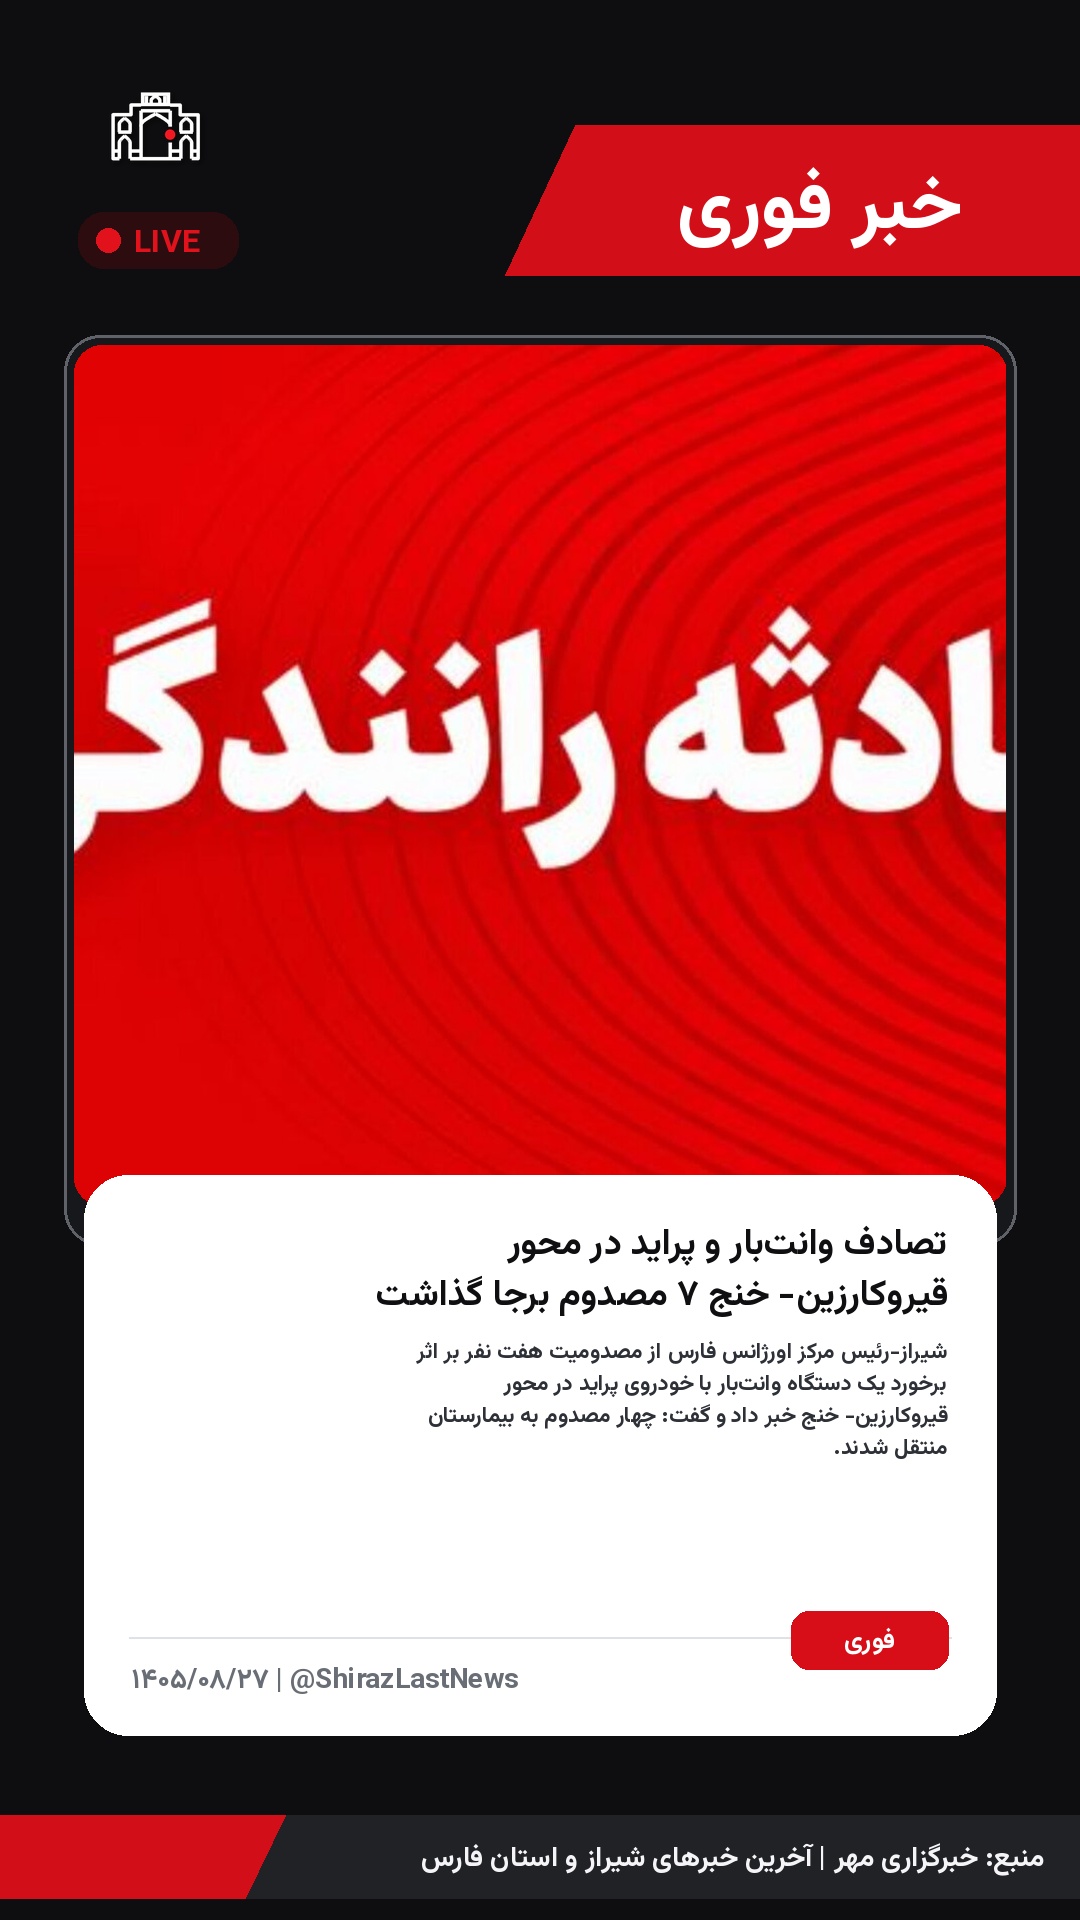 LIVE
خبر فوری
ادثه رانندگی
تصادف وانت‌بار و پراید در محور
قیروکارزین- خنج ۷ مصدوم برجا گذاشت
شیراز-رئیس مرکز اورژانس فارس از مصدومیت هفت نفر بر اثر
برخورد یک دستگاه وانت‌بار با خودروی پراید در محور
قیروکارزین- خنج خبر داد و گفت: چهار مصدوم به بیمارستان
منتقل شدند.
فوری
۱۴۰۵/۰۸/۲۷ | @ShirazLastNews
منبع: خبرگزاری مهر | آخرین خبرهای شیراز و استان فارس